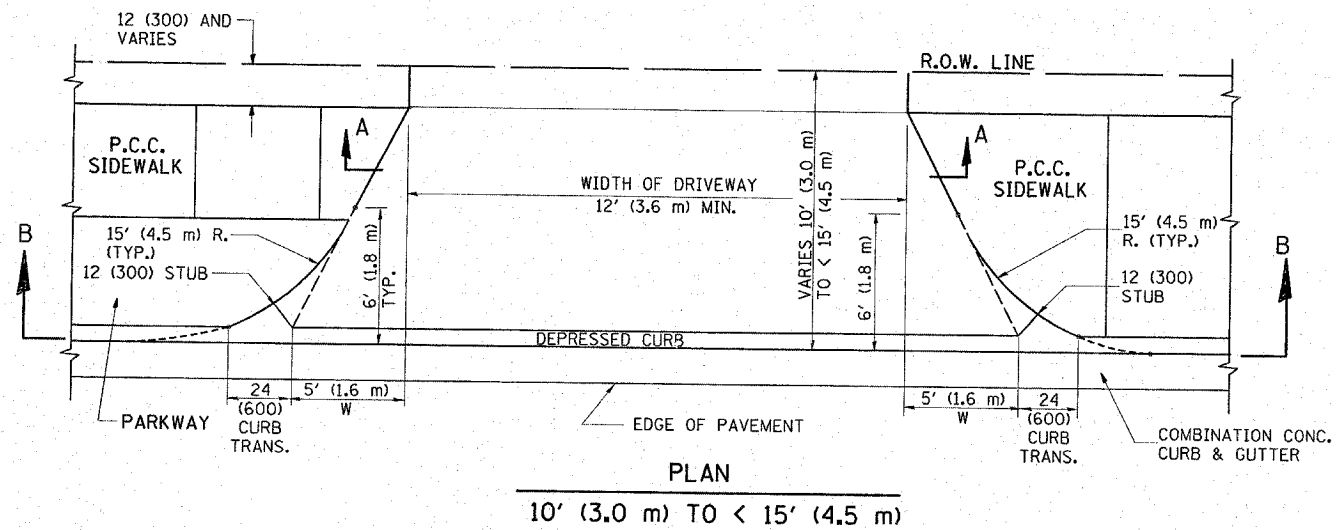 12 (300) AND
VARIES
R.O.W. LINE
A
A
P.C.C.
SIDEWALK
P.C.C.
SIDEWALK
WIDTH OF DRIVEWAY
12' (3.6 m) MIN.
VARIES 10' (3.0 m)
TO < 15' (4.5 m)
B
B
15' (4.5 m) R.
(TYP.)
12 (300) STUB
6' (1.8 m)
TYP.
6' (1.8 m)
15' (4.5 m)
R. (TYP.)
12 (300)
STUB
DEPRESSED CURB
24
(600)
CURB
TRANS.
5' (1.6 m)
W
5' (1.6 m)
W
24
(600)
CURB
TRANS.
PARKWAY
EDGE OF PAVEMENT
COMBINATION CONC.
CURB & GUTTER
PLAN
10' (3.0 m) TO < 15' (4.5 m)